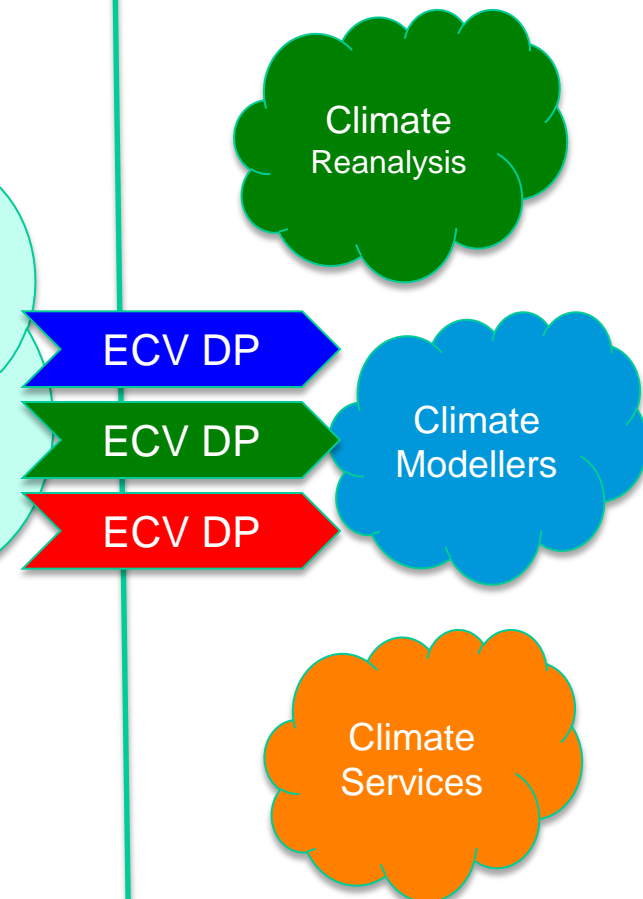 Climate
Reanalysis
ECV DP
ECV DP
ECV DP
Climate
Modellers
Climate
Services